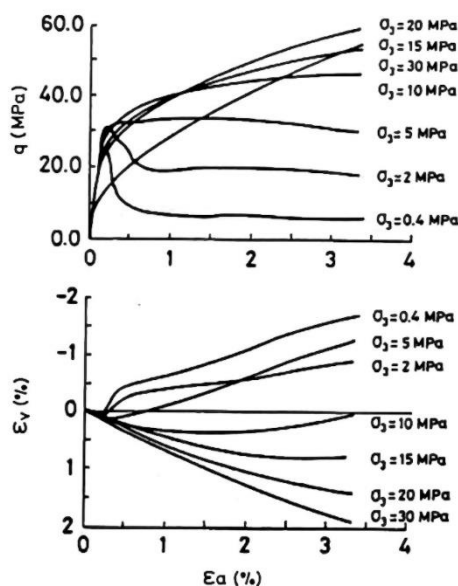 60.0
40.0
20.0
0.0
q (MPa)
σ3= 20 MPa
σ3= 15 MPa
σ3= 30 MPa
σ3= 10 MPa
σ3= 5 MPa
σ3= 2 MPa
σ3= 0.4 MPa
0 1 2 3 4
-2
-1
0
1
2
εv (%)
σ3= 0.4 MPa
σ3= 5 MPa
σ3= 2 MPa
σ3= 10 MPa
σ3= 15 MPa
σ3= 20 MPa
σ3= 30 MPa
0 1 2 3 4
εa (%)